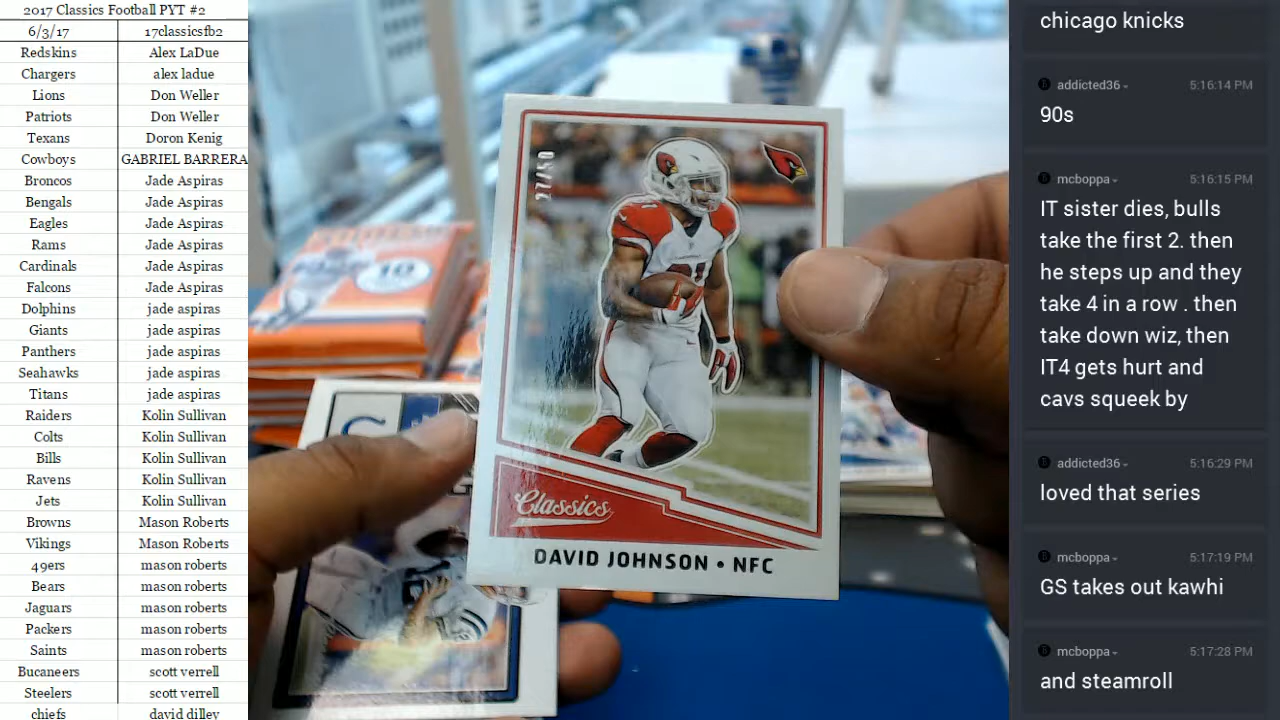 2017 Classics Football PYT #2
6/3/17 17classicsfb2
Redskins Alex LaDue
Chargers alex ladue
Lions Don Weller
Patriots Don Weller
Texans Doron Kenig
Cowboys GABRIEL BARRERA
Broncos Jade Aspiras
Bengals Jade Aspiras
Eagles Jade Aspiras
Rams Jade Aspiras
Cardinals Jade Aspiras
Falcons Jade Aspiras
Dolphins jade aspiras
Giants jade aspiras
Panthers jade aspiras
Seahawks jade aspiras
Titans jade aspiras
Raiders Kolin Sullivan
Colts Kolin Sullivan
Bills Kolin Sullivan
Ravens Kolin Sullivan
Jets Kolin Sullivan
Browns Mason Roberts
Vikings Mason Roberts
49ers mason roberts
Bears mason roberts
Jaguars mason roberts
Packers mason roberts
Saints mason roberts
Bucaneers scott verrell
Steelers scott verrell
chiefs david dilley
27/50
31
10
Classics
DAVID JOHNSON • NFC
chicago knicks
addicted36 5:16:14 PM
90s
mcboppa 5:16:15 PM
IT sister dies, bulls
take the first 2. then
he steps up and they
take 4 in a row . then
take down wiz, then
IT4 gets hurt and
cavs squeek by
addicted36 5:16:29 PM
loved that series
mcboppa 5:17:19 PM
GS takes out kawhi
mcboppa 5:17:28 PM
and steamroll